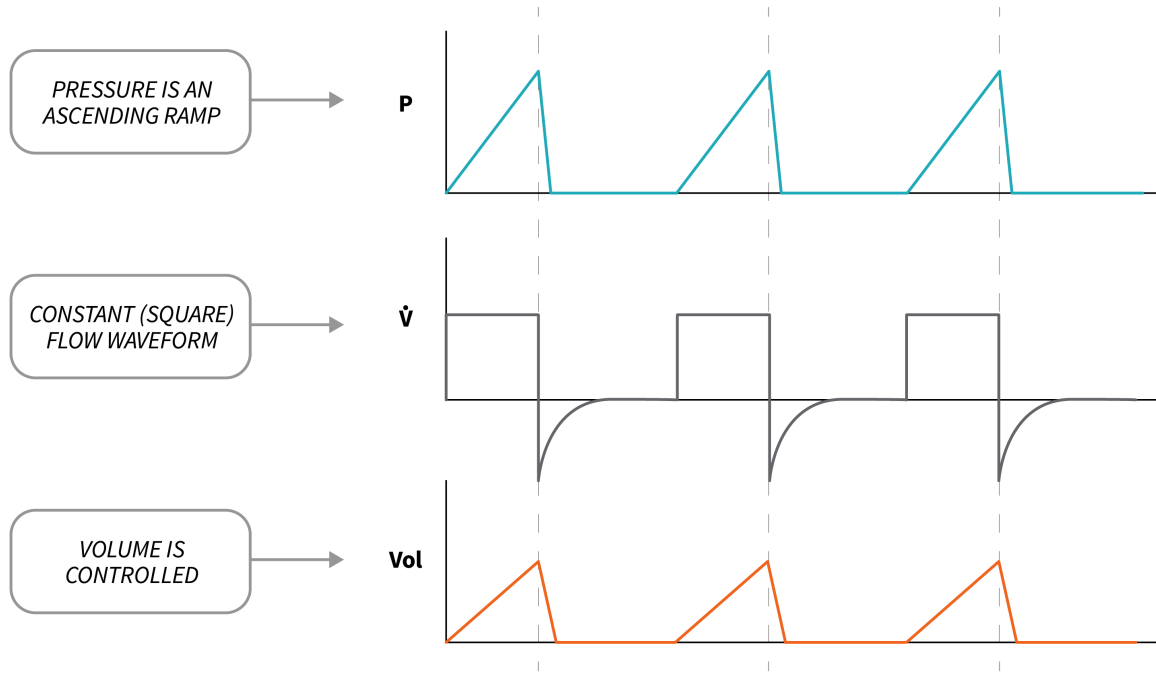 PRESSURE IS AN
ASCENDING RAMP
P
CONSTANT (SQUARE)
FLOW WAVEFORM
V̇
VOLUME IS
CONTROLLED
Vol